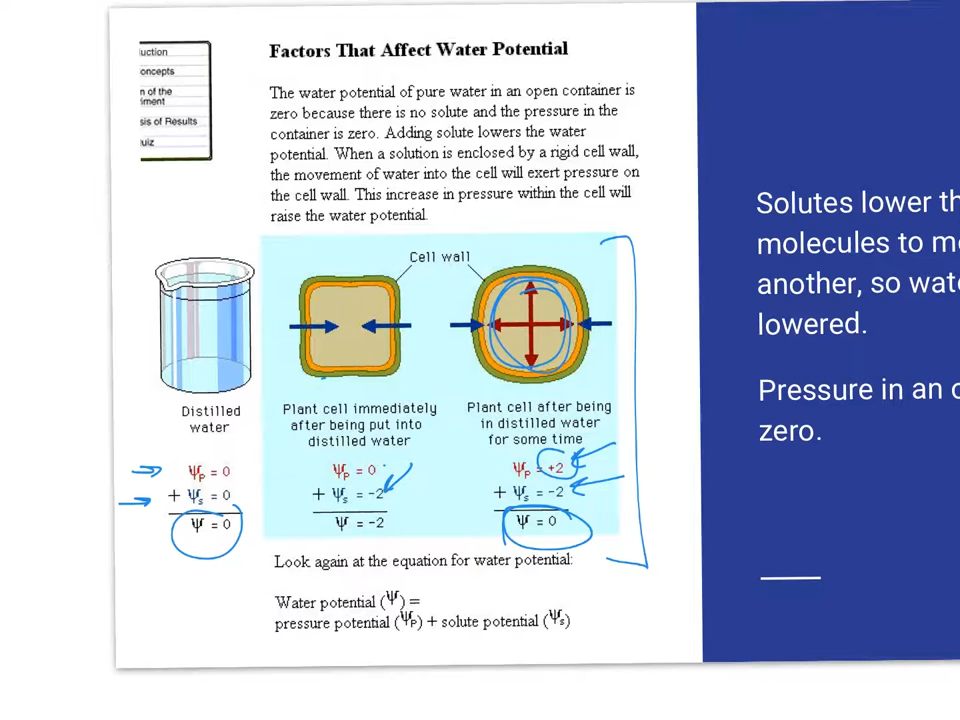 uction
oncepts
n of the
iment
sis of Results
uiz
Factors That Affect Water Potential
The water potential of pure water in an open container is
zero because there is no solute and the pressure in the
container is zero. Adding solute lowers the water
potential. When a solution is enclosed by a rigid cell wall,
the movement of water into the cell will exert pressure on
the cell wall. This increase in pressure within the cell will
raise the water potential.
Cell wall
Distilled
water
Ψp = 0
+ Ψs = 0
Ψ = 0
Plant cell immediately
after being put into
distilled water
Ψp = 0
+ Ψs = -2
Ψ = -2
Plant cell after being
in distilled water
for some time
Ψp = +2
+ Ψs = -2
Ψ = 0
Look again at the equation for water potential:
Water potential (Ψ) =
pressure potential (Ψp) + solute potential (Ψs)
Solutes lower th
molecules to m
another, so wat
lowered.
Pressure in an
zero.